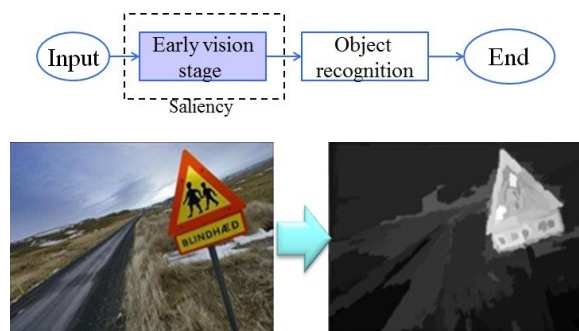 Input
Early vision
stage
Object
recognition
End
Saliency
BLINDHÆÐ